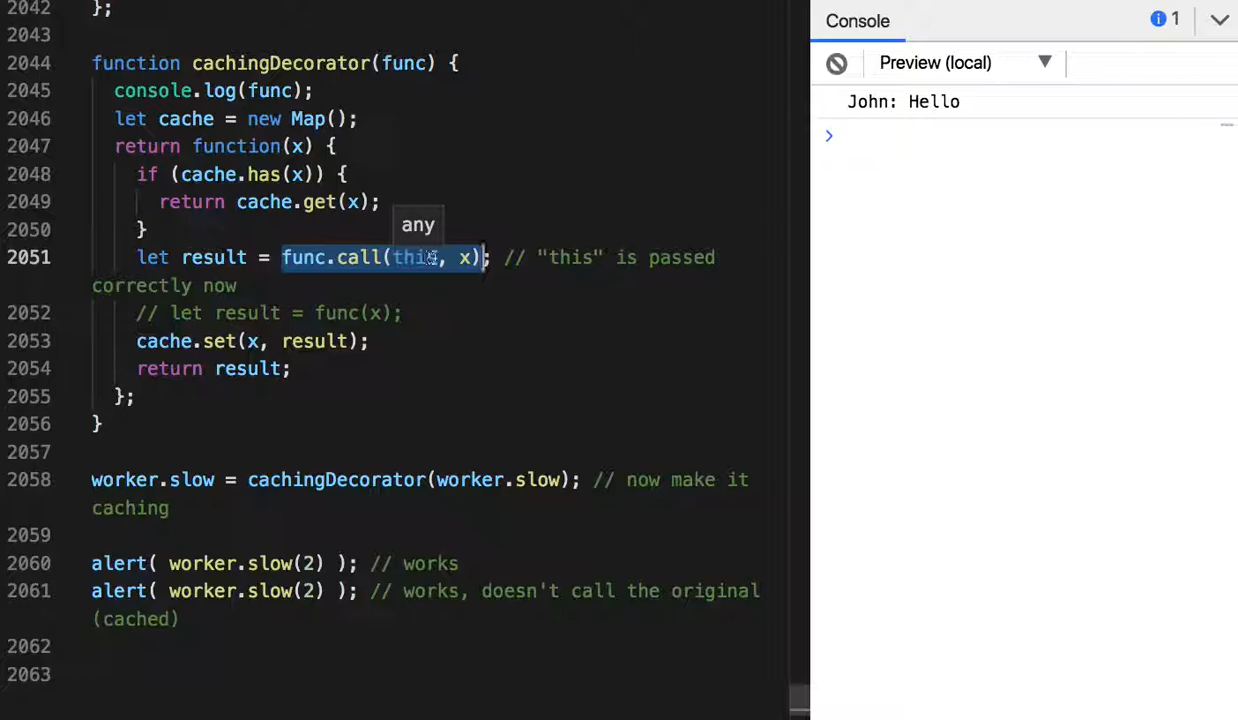 2042 };
2043
2044 function cachingDecorator(func) {
2045 console.log(func);
2046 let cache = new Map();
2047 return function(x) {
2048 if (cache.has(x)) {
2049 return cache.get(x);
2050 }
any
2051 let result = func.call(this, x); // "this" is passed
correctly now
2052 // let result = func(x);
2053 cache.set(x, result);
2054 return result;
2055 };
2056 }
2057
2058 worker.slow = cachingDecorator(worker.slow); // now make it
caching
2059
2060 alert( worker.slow(2) ); // works
2061 alert( worker.slow(2) ); // works, doesn't call the original
(cached)
2062
2063
Console
1
Preview (local)
John: Hello